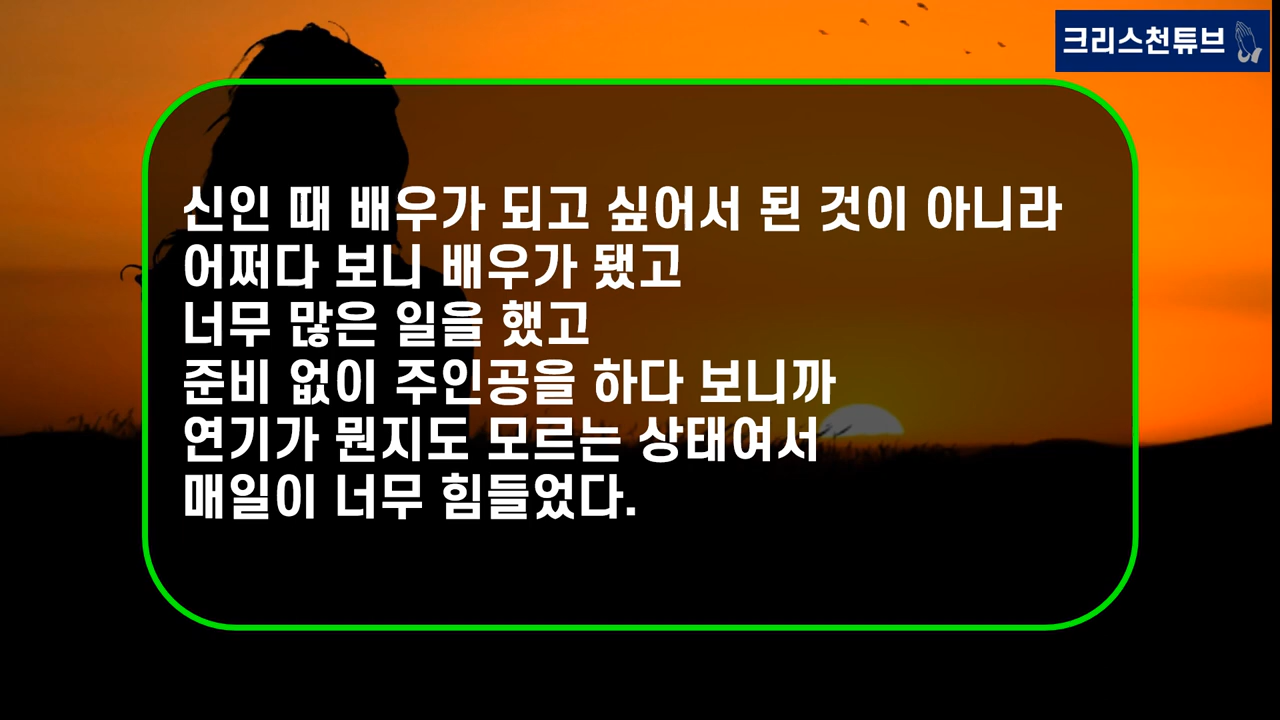 크리스천튜브
신인 때 배우가 되고 싶어서 된 것이 아니라
어쩌다 보니 배우가 됐고
너무 많은 일을 했고
준비 없이 주인공을 하다 보니까
연기가 뭔지도 모르는 상태여서
매일이 너무 힘들었다.